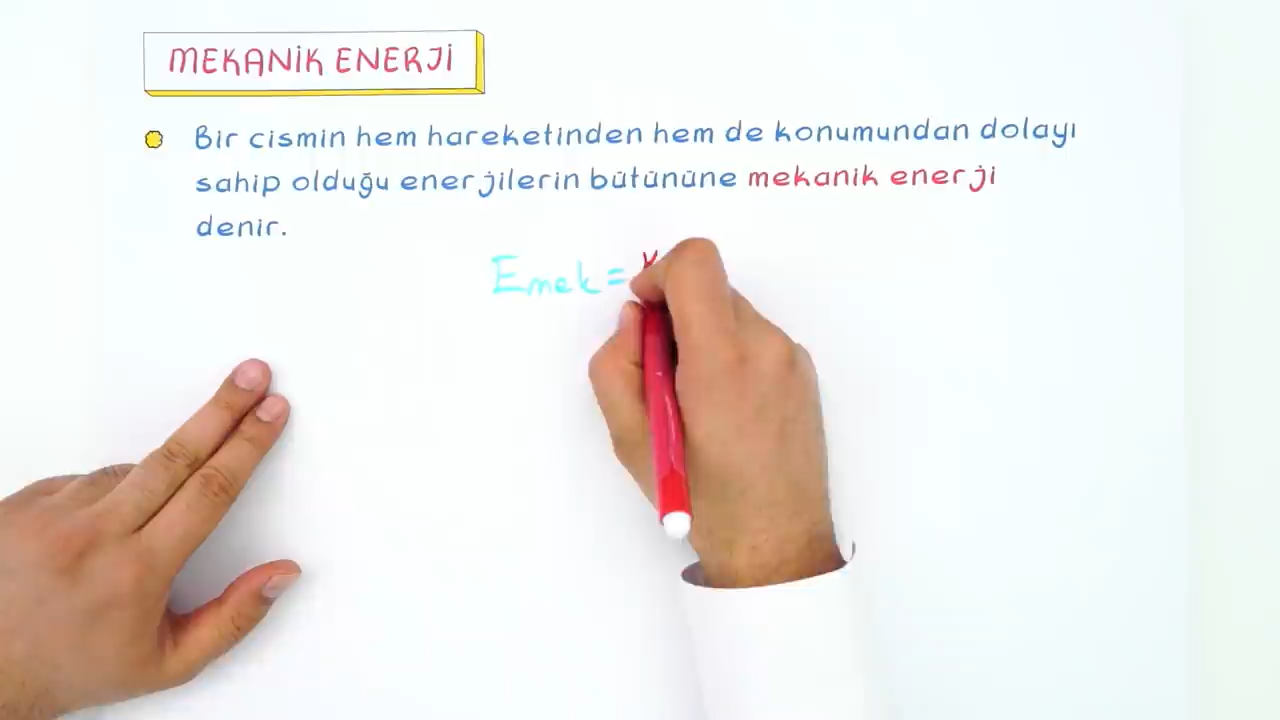 MEKANİK ENERJİ
Bir cismin hem hareketinden hem de konumundan dolayı
sahip olduğu enerjilerin bütününe mekanik enerji
denir.
Emek =